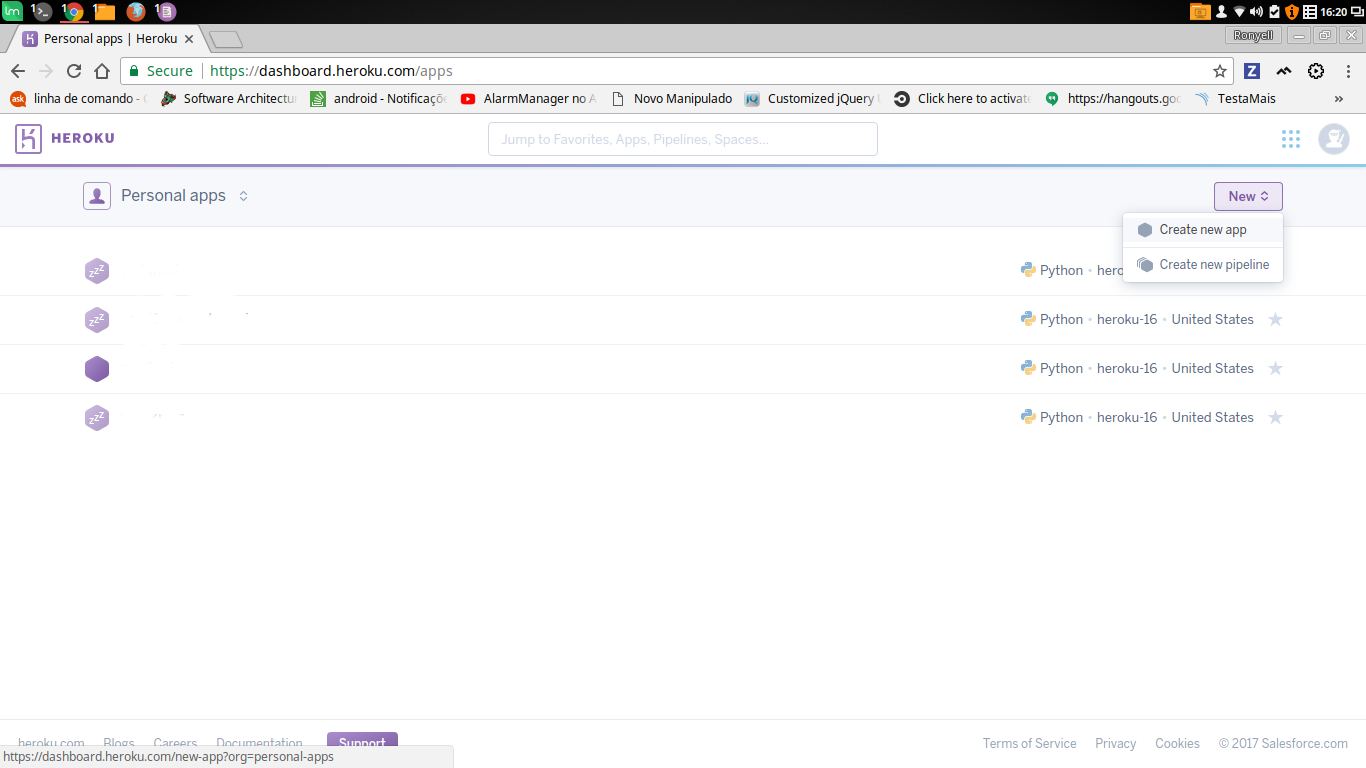 16:20
Personal apps | Heroku
Ronyell
Secure
https://dashboard.heroku.com/apps
linha de comando -
Software Architectu
android - Notificaçõe
AlarmManager no A
Novo Manipulado
Customized jQuery
Click here to activate
https://hangouts.goo
TestaMais
»
HEROKU
Jump to Favorites, Apps, Pipelines, Spaces...
Personal apps
New
Create new app
Create new pipeline
zzz
Python • hero
zzz
Python • heroku-16 • United States
Python • heroku-16 • United States
zzz
Python • heroku-16 • United States
heroku.com Blogs Careers Documentation Support
Terms of Service Privacy Cookies © 2017 Salesforce.com
https://dashboard.heroku.com/new-app?org=personal-apps